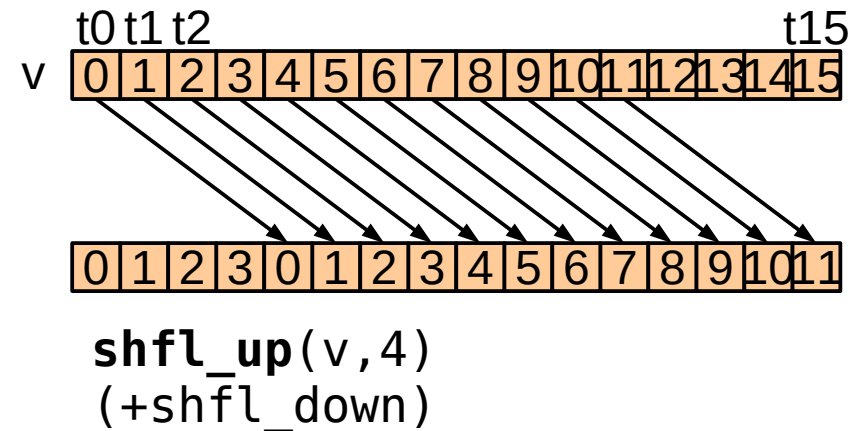 t0 t1 t2 t15
v 0 1 2 3 4 5 6 7 8 9 10 11 12 13 14 15
0 1 2 3 0 1 2 3 4 5 6 7 8 9 10 11
shfl_up(v,4)
(+shfl_down)